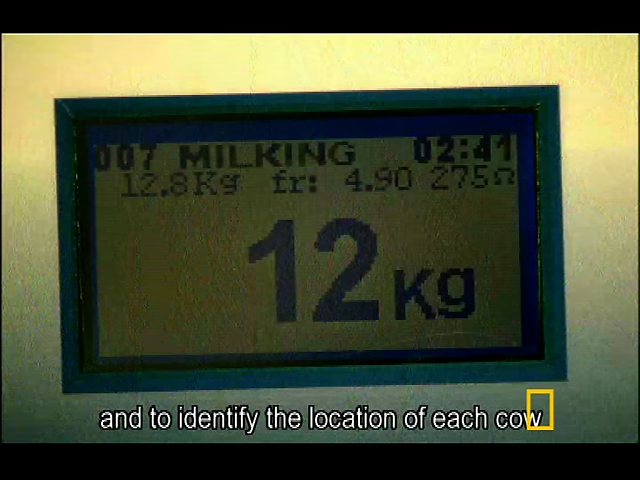 007 MILKING 02:41
12.8Kg fr: 4.90 275Ω
12Kg
and to identify the location of each cow